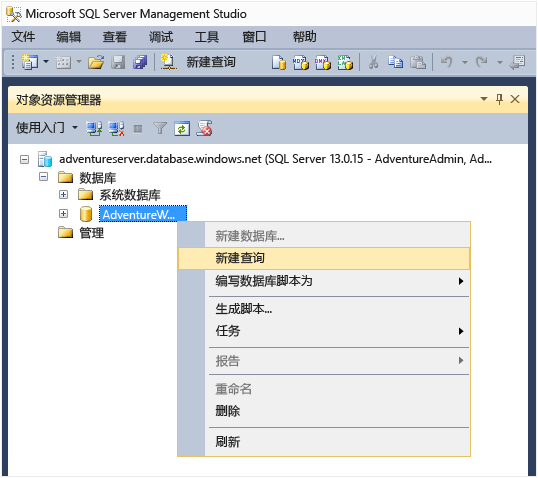 Microsoft SQL Server Management Studio
文件 编辑 查看 调试 工具 窗口 帮助
新建查询
对象资源管理器
使用入门
adventureserver.database.windows.net (SQL Server 13.0.15 - AdventureAdmin, Ad...
数据库
系统数据库
AdventureW...
管理
新建数据库...
新建查询
编写数据库脚本为
生成脚本...
任务
报告
重命名
删除
刷新